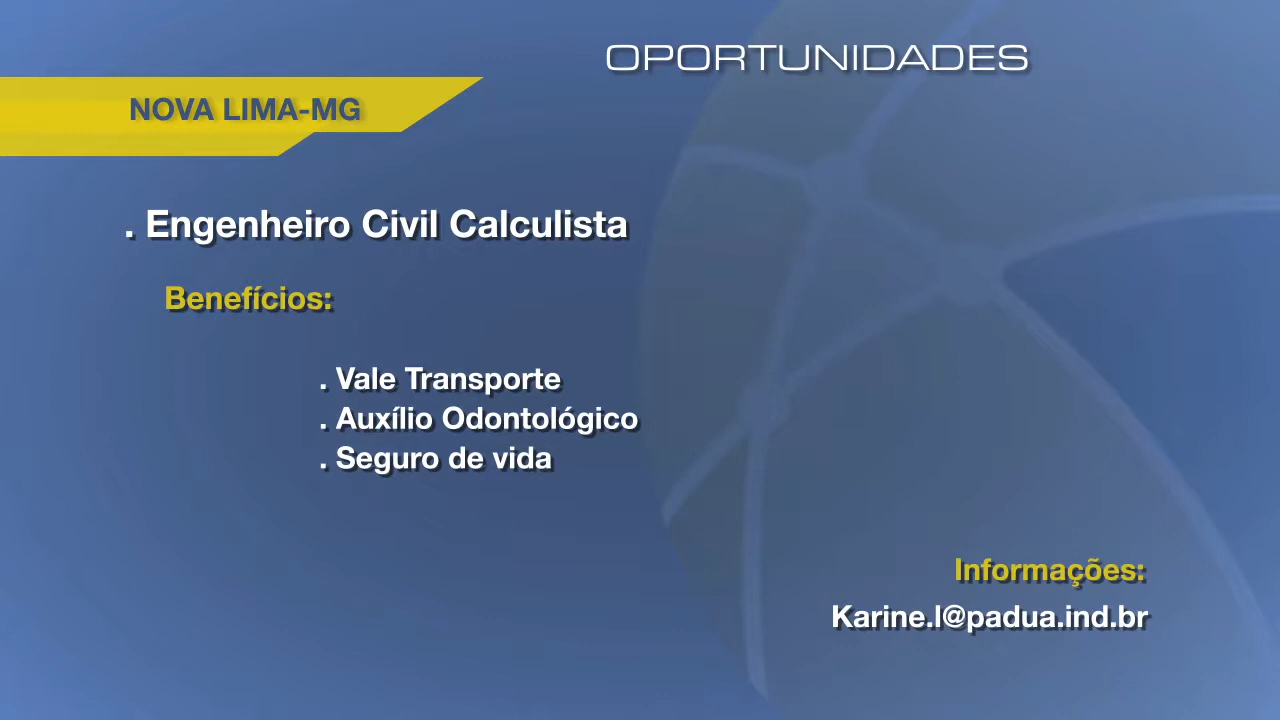 OPORTUNIDADES
NOVA LIMA-MG
. Engenheiro Civil Calculista
Benefícios:
. Vale Transporte
. Auxílio Odontológico
. Seguro de vida
Informações:
Karine.l@padua.ind.br